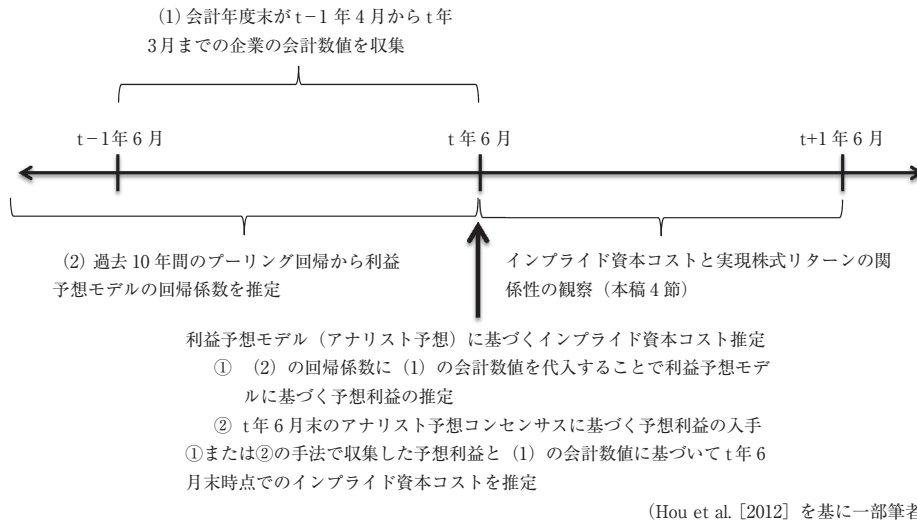 (1) 会計年度末が t−1 年 4 月から t 年
3 月までの企業の会計数値を収集
t−1年 6 月
t 年 6 月
t+1 年 6 月
(2) 過去 10 年間のプーリング回帰から利益
予想モデルの回帰係数を推定
インプライド資本コストと実現株式リターンの関
係性の観察（本稿 4 節）
利益予想モデル（アナリスト予想）に基づくインプライド資本コスト推定
① （2）の回帰係数に（1）の会計数値を代入することで利益予想モデ
ルに基づく予想利益の推定
② t 年 6 月末のアナリスト予想コンセンサスに基づく予想利益の入手
①または②の手法で収集した予想利益と（1）の会計数値に基づいて t 年 6
月末時点でのインプライド資本コストを推定
(Hou et al. [2012] を基に一部筆者